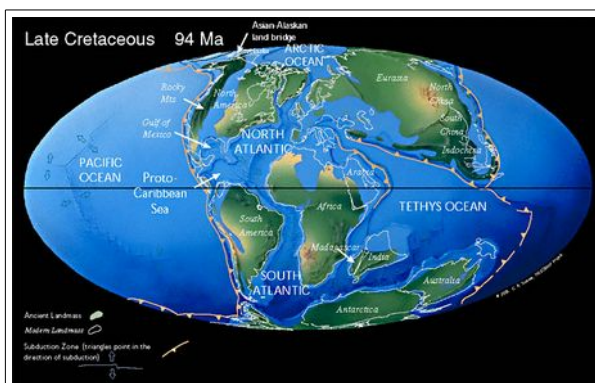 Late Cretaceous 94 Ma
Asian-Alaskan
land bridge
ARCTIC
OCEAN
Eurasia
North
America
Rocky
Mts
North
China
South
China
Indochina
Gulf of
Mexico
NORTH
ATLANTIC
PACIFIC
OCEAN
Proto-
Caribbean
Sea
Arabia
Africa
TETHYS OCEAN
South
America
Madagascar
India
SOUTH
ATLANTIC
Australia
Antarctica
Ancient Landmass
Modern Landmass
Subduction Zone (triangles point in the
direction of subduction)